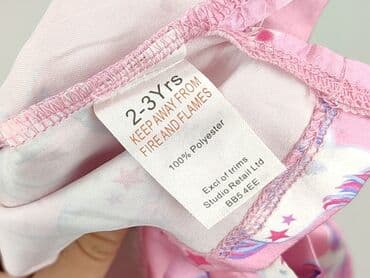 2-3Yrs
KEEP AWAY FROM
FIRE AND FLAMES
100% Polyester
Excl of trims
Studio Retail Ltd
BB5 4EE